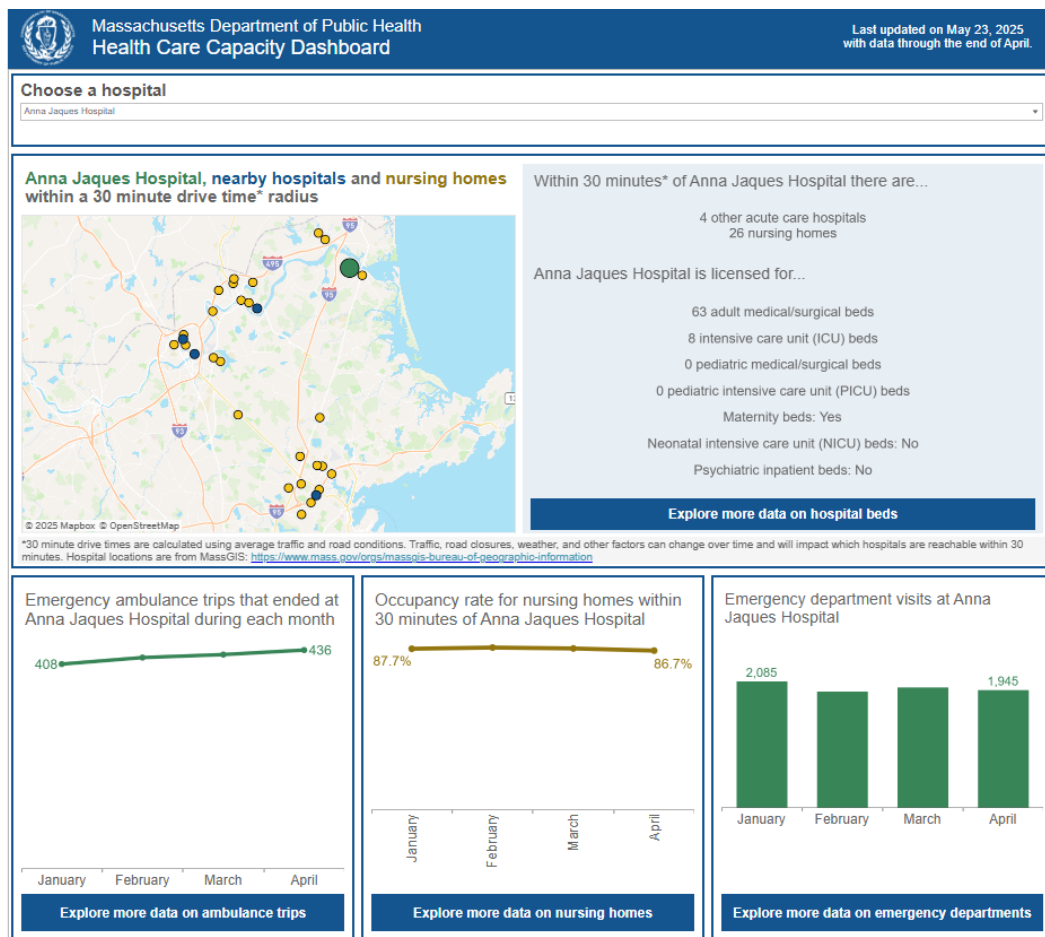 Massachusetts Department of Public Health
Health Care Capacity Dashboard
Last updated on May 23, 2025
with data through the end of April.
Choose a hospital
Anna Jaques Hospital
Anna Jaques Hospital, nearby hospitals and nursing homes
within a 30 minute drive time* radius
95
495
95
93
95
© 2025 Mapbox © OpenStreetMap
Within 30 minutes* of Anna Jaques Hospital there are...
4 other acute care hospitals
26 nursing homes
Anna Jaques Hospital is licensed for...
63 adult medical/surgical beds
8 intensive care unit (ICU) beds
0 pediatric medical/surgical beds
0 pediatric intensive care unit (PICU) beds
Maternity beds: Yes
Neonatal intensive care unit (NICU) beds: No
Psychiatric inpatient beds: No
Explore more data on hospital beds
*30 minute drive times are calculated using average traffic and road conditions. Traffic, road closures, weather, and other factors can change over time and will impact which hospitals are reachable within 30
minutes. Hospital locations are from MassGIS: https://www.mass.gov/orgs/massgis-bureau-of-geographic-information
Emergency ambulance trips that ended at
Anna Jaques Hospital during each month
408
436
January February March April
Explore more data on ambulance trips
Occupancy rate for nursing homes within
30 minutes of Anna Jaques Hospital
87.7%
86.7%
January
February
March
April
Explore more data on nursing homes
Emergency department visits at Anna
Jaques Hospital
2,085
1,945
January February March April
Explore more data on emergency departments